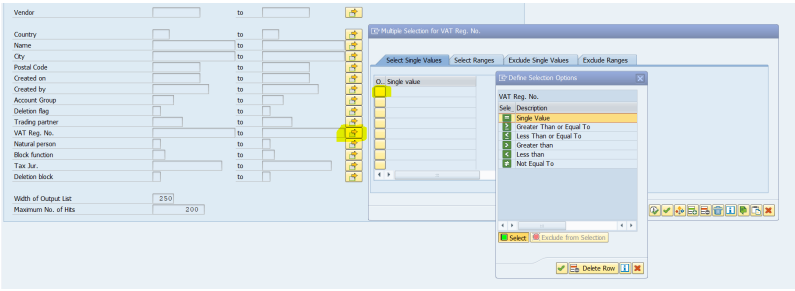 Vendor to
Country to
Name to
City to
Postal Code to
Created on to
Created by to
Account Group to
Deletion flag to
Trading partner to
VAT Reg. No. to
Natural person to
Block function to
Tax Jur. to
Deletion block to
Width of Output List 250
Maximum No. of Hits 200
Multiple Selection for VAT Reg. No.
Select Single Values Select Ranges Exclude Single Values Exclude Ranges
O... Single value
Define Selection Options
VAT Reg. No.
Sele_ Description
= Single Value
≥ Greater Than or Equal To
≤ Less Than or Equal To
> Greater than
< Less than
≠ Not Equal To
Select Exclude from Selection
Delete Row